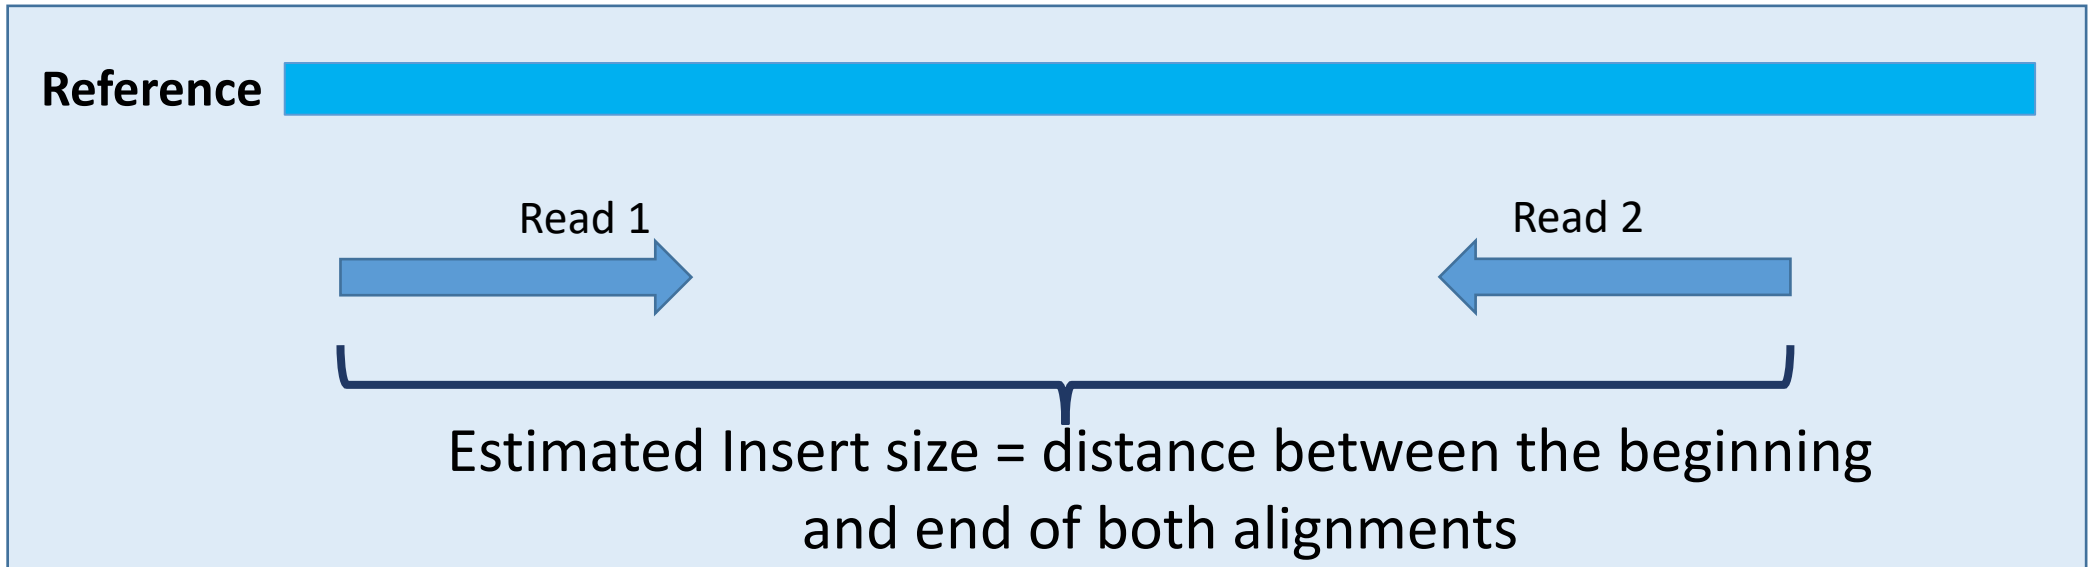 Reference
Read 1
Read 2
Estimated Insert size = distance between the beginning
and end of both alignments